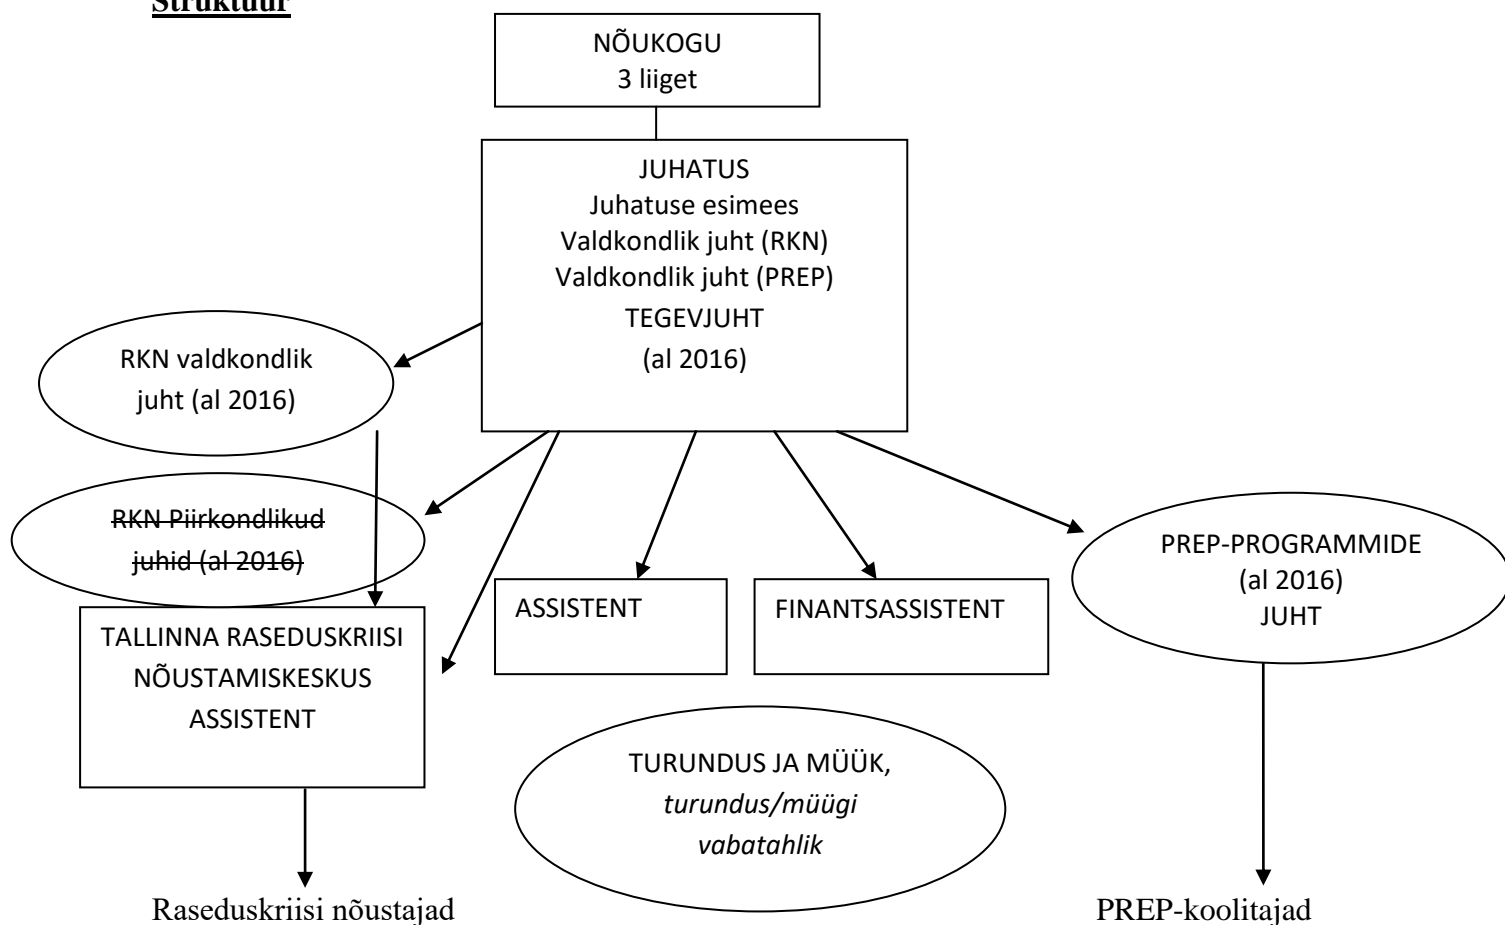 Struktuur
NÕUKOGU
3 liiget
JUHATUS
Juhatuse esimees
Valdkondlik juht (RKN)
Valdkondlik juht (PREP)
TEGEVJUHT
(al 2016)
RKN valdkondlik
juht (al 2016)
RKN Piirkondlikud
juhid (al 2016)
TALLINNA RASEDUSKRIISI
NÕUSTAMISKESKUS
ASSISTENT
ASSISTENT
FINANTSASSISTENT
PREP-PROGRAMMIDE
(al 2016)
JUHT
TURUNDUS JA MÜÜK,
turundus/müügi
vabatahlik
Raseduskriisi nõustajad
PREP-koolitajad